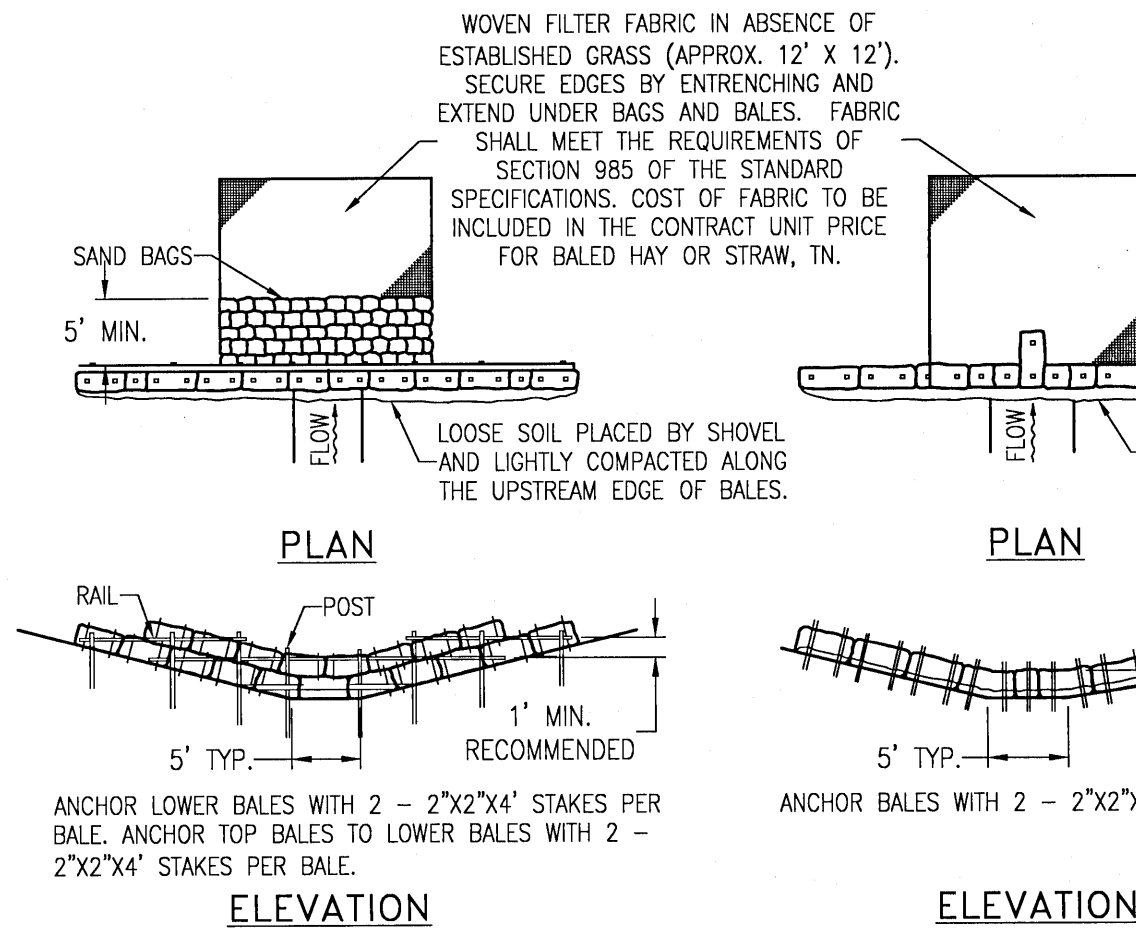 WOVEN FILTER FABRIC IN ABSENCE OF
ESTABLISHED GRASS (APPROX. 12' X 12').
SECURE EDGES BY ENTRENCHING AND
EXTEND UNDER BAGS AND BALES. FABRIC
SHALL MEET THE REQUIREMENTS OF
SECTION 985 OF THE STANDARD
SPECIFICATIONS. COST OF FABRIC TO BE
INCLUDED IN THE CONTRACT UNIT PRICE
FOR BALED HAY OR STRAW, TN.
SAND BAGS
5' MIN.
FLOW
LOOSE SOIL PLACED BY SHOVEL
AND LIGHTLY COMPACTED ALONG
THE UPSTREAM EDGE OF BALES.
PLAN
RAIL
POST
1' MIN.
RECOMMENDED
5' TYP.
ANCHOR LOWER BALES WITH 2 – 2"X2"X4' STAKES PER
BALE. ANCHOR TOP BALES TO LOWER BALES WITH 2 –
2"X2"X4' STAKES PER BALE.
ELEVATION
FLOW
PLAN
5' TYP.
ANCHOR BALES WITH 2 – 2"X2"X
ELEVATION